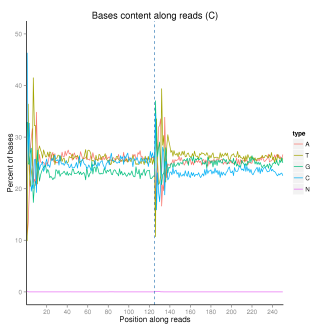 Bases content along reads (C)
Percent of bases
50
40
30
20
10
0
20 40 60 80 100 120 140 160 180 200 220 240
Position along reads
type
A
T
G
C
N